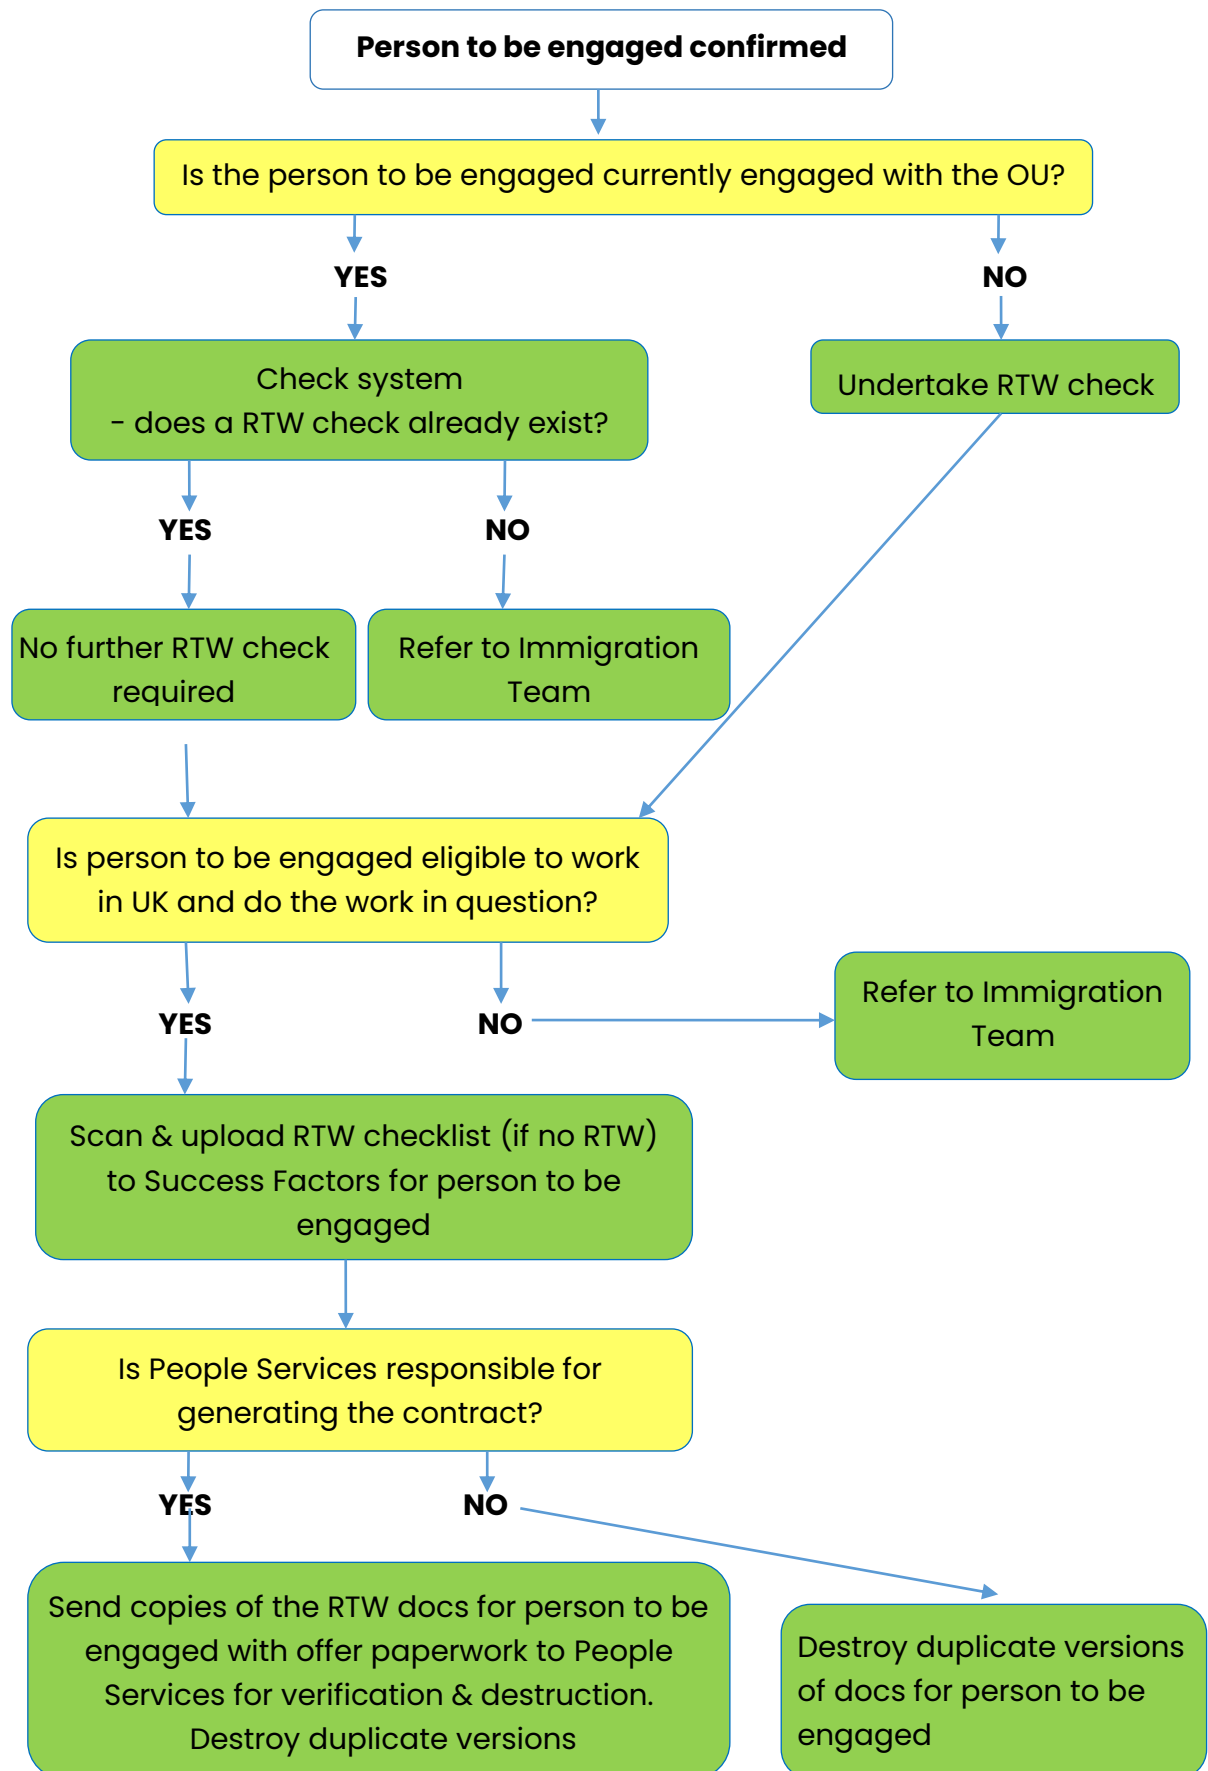 Person to be engaged confirmed
Is the person to be engaged currently engaged with the OU?
YES
NO
Check system
- does a RTW check already exist?
Undertake RTW check
YES
NO
No further RTW check
required
Refer to Immigration
Team
Is person to be engaged eligible to work
in UK and do the work in question?
YES
NO
Refer to Immigration
Team
Scan & upload RTW checklist (if no RTW)
to Success Factors for person to be
engaged
Is People Services responsible for
generating the contract?
YES
NO
Send copies of the RTW docs for person to be
engaged with offer paperwork to People
Services for verification & destruction.
Destroy duplicate versions
Destroy duplicate versions
of docs for person to be
engaged